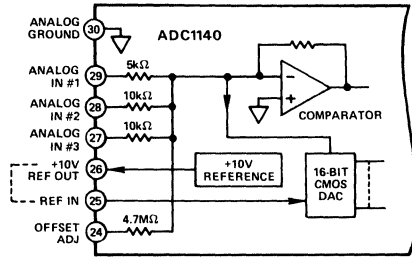 ANALOG
GROUND
30
ADC1140
ANALOG
IN #1
29
5kΩ
ANALOG
IN #2
28
10kΩ
ANALOG
IN #3
27
10kΩ
−
+
COMPARATOR
+10V
REF OUT
26
+10V
REFERENCE
REF IN
25
16-BIT
CMOS
DAC
OFFSET
ADJ
24
4.7MΩ